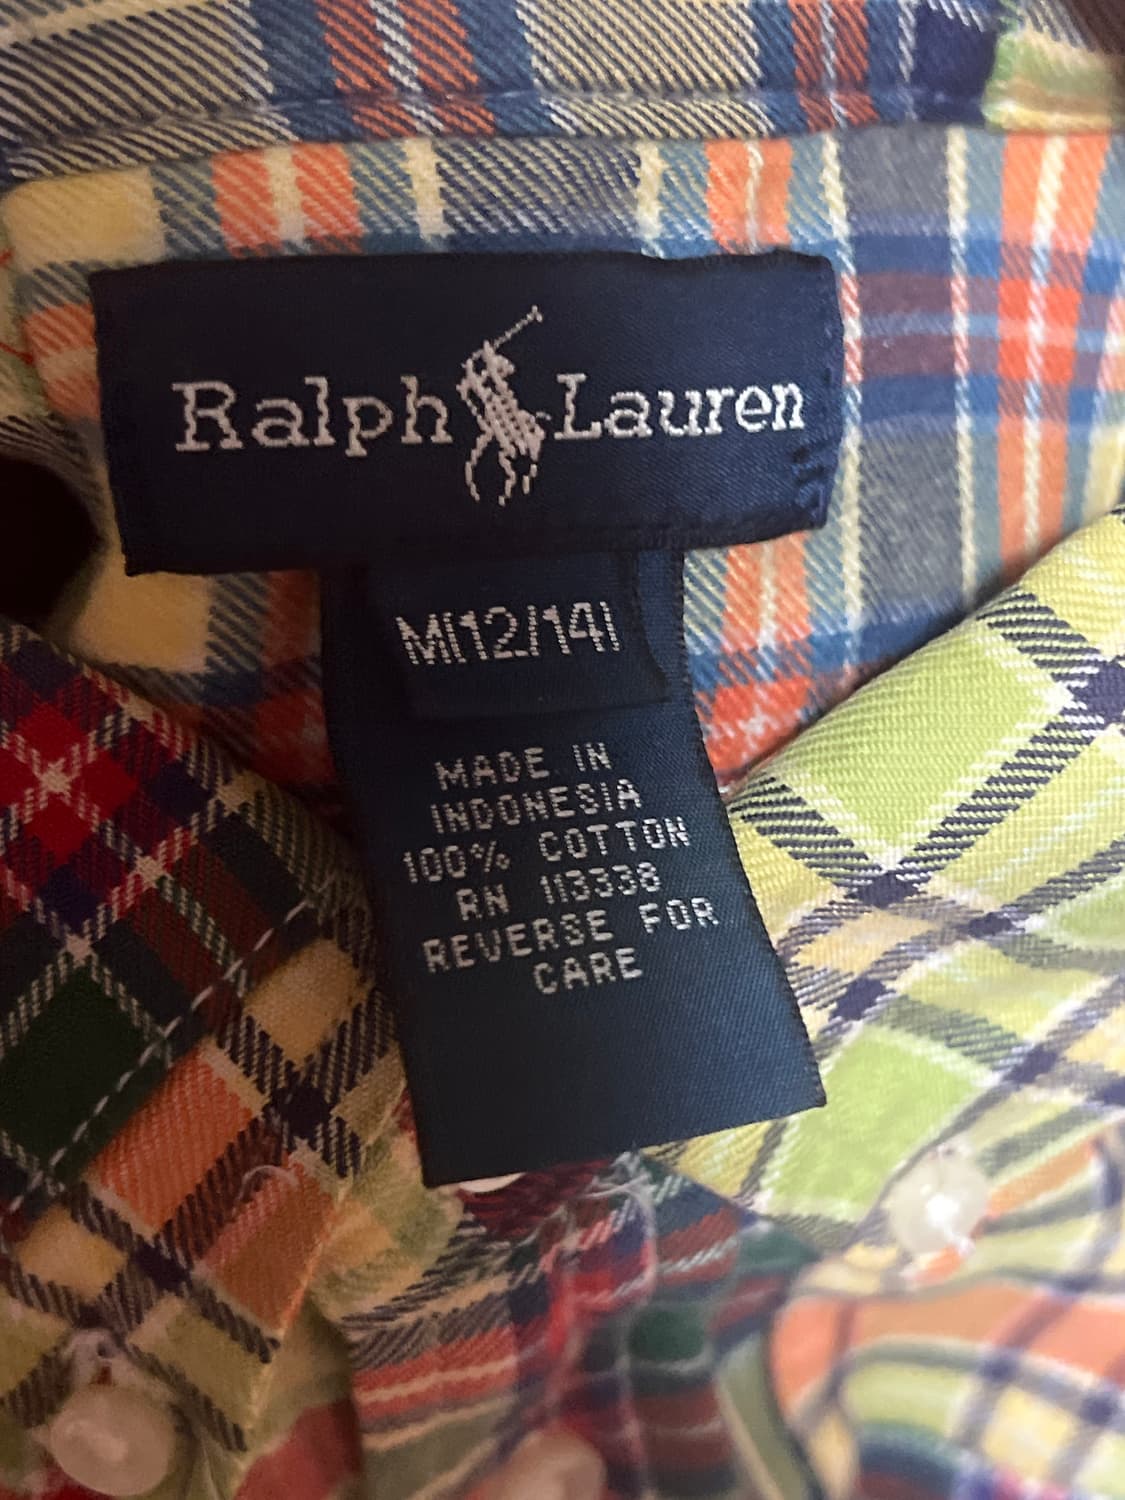 Ralph Lauren
M(12/14)
MADE IN
INDONESIA
100% COTTON
RN 113338
REVERSE FOR
CARE